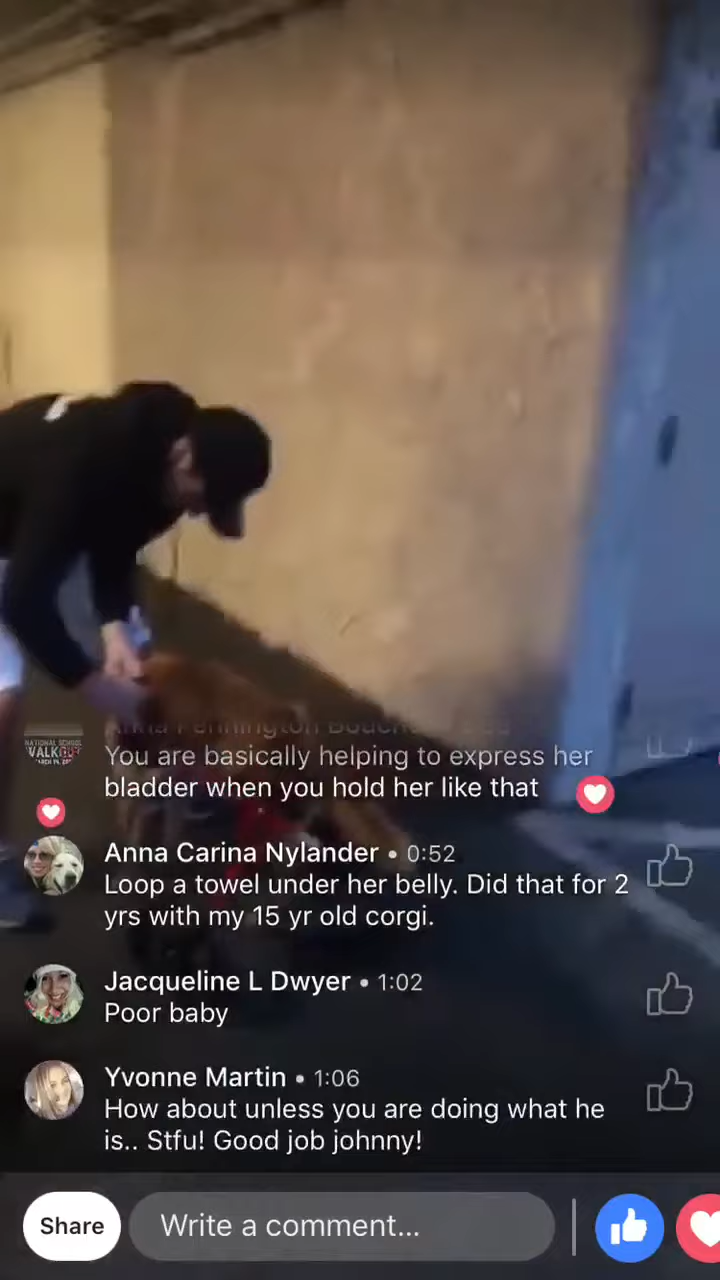 NATIONAL SCHOOL
WALKOUT
You are basically helping to express her
bladder when you hold her like that
Anna Carina Nylander • 0:52
Loop a towel under her belly. Did that for 2
yrs with my 15 yr old corgi.
Jacqueline L Dwyer • 1:02
Poor baby
Yvonne Martin • 1:06
How about unless you are doing what he
is.. Stfu! Good job johnny!
Share
Write a comment...